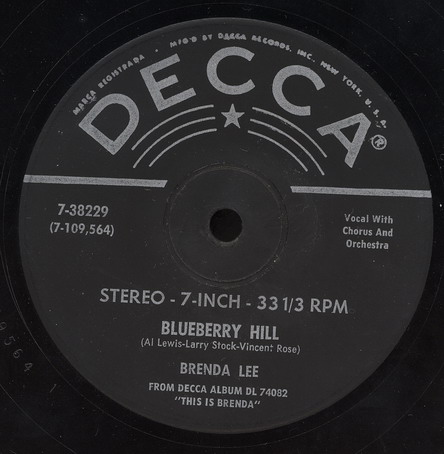 MARCA REGISTRADA • MF'G BY DECCA RECORDS, INC., NEW YORK, U.S.A.
DECCA®
7-38229
(7-109,564)
Vocal With
Chorus And
Orchestra
STEREO - 7-INCH - 33 1/3 RPM
BLUEBERRY HILL
(Al Lewis-Larry Stock-Vincent Rose)
BRENDA LEE
FROM DECCA ALBUM DL 74082
"THIS IS BRENDA"